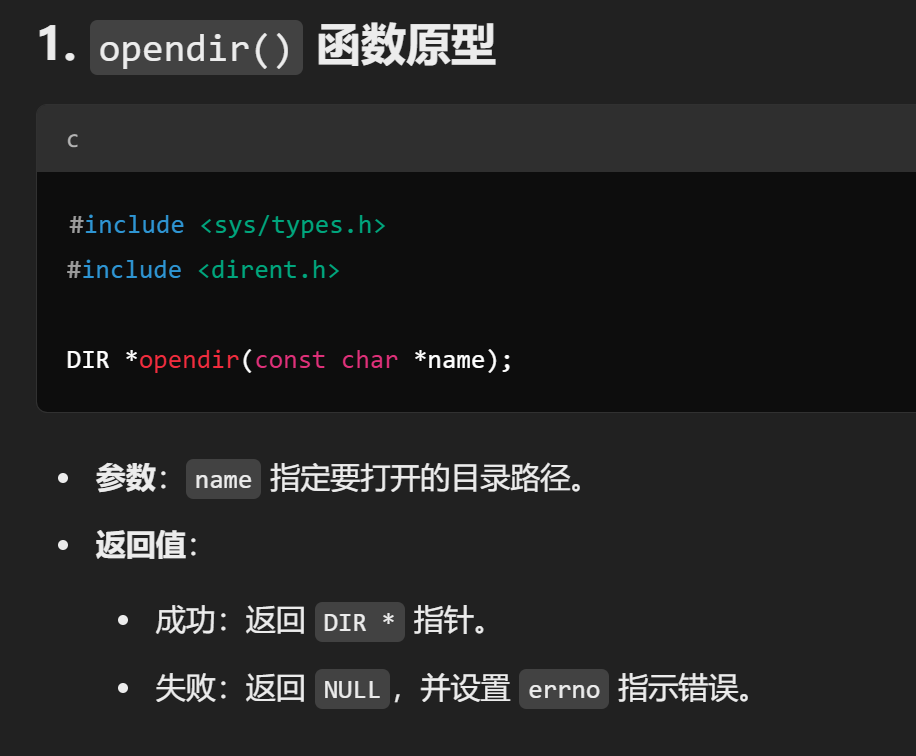 1. opendir() 函数原型
c
#include <sys/types.h>
#include <dirent.h>
DIR *opendir(const char *name);
参数：name 指定要打开的目录路径。
返回值：
成功：返回 DIR * 指针。
失败：返回 NULL，并设置 errno 指示错误。